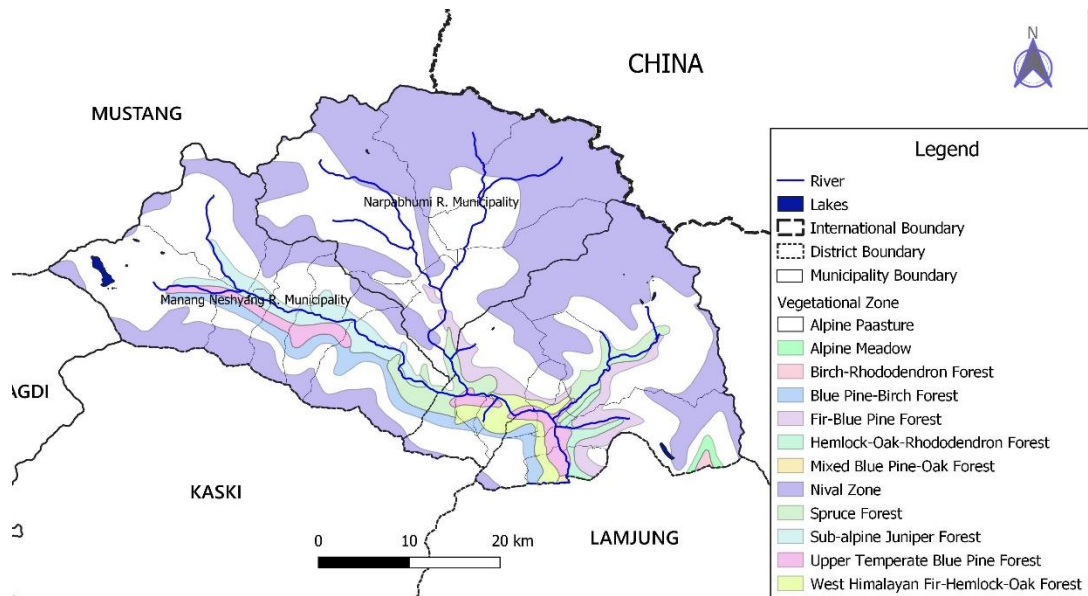 N
CHINA
MUSTANG
Narpabhumi R. Municipality
Manang Neshyang R. Municipality
AGDI
KASKI
LAMJUNG
0 10 20 km
Legend
River
Lakes
International Boundary
District Boundary
Municipality Boundary
Vegetational Zone
Alpine Paasture
Alpine Meadow
Birch-Rhododendron Forest
Blue Pine-Birch Forest
Fir-Blue Pine Forest
Hemlock-Oak-Rhododendron Forest
Mixed Blue Pine-Oak Forest
Nival Zone
Spruce Forest
Sub-alpine Juniper Forest
Upper Temperate Blue Pine Forest
West Himalayan Fir-Hemlock-Oak Forest